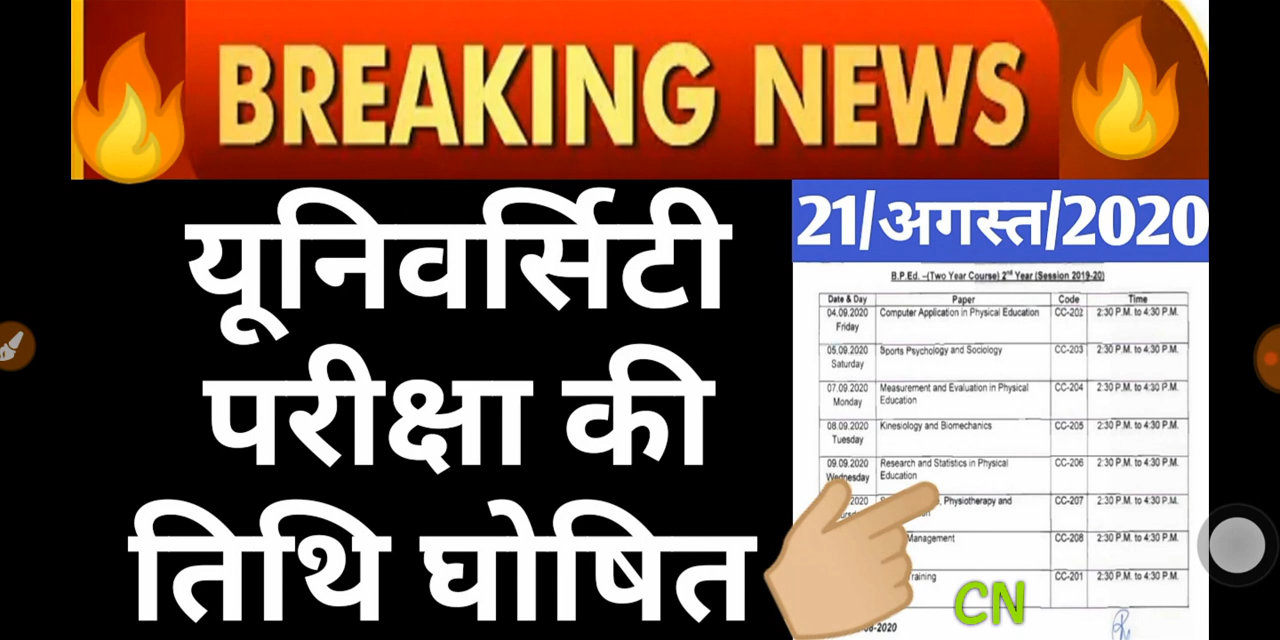 BREAKING NEWS
यूनिवर्सिटी
परीक्षा की
तिथि घोषित
21/अगस्त/2020
B.P.Ed. –(Two Year Course) 2nd Year (Session 2019-20)
Date & Day Paper Code Time
04.09.2020 Computer Application in Physical Education CC-202 2:30 P.M. to 4:30 P.M.
Friday
05.09.2020 Sports Psychology and Sociology CC-203 2:30 P.M. to 4:30 P.M.
Saturday
07.09.2020 Measurement and Evaluation in Physical CC-204 2:30 P.M. to 4:30 P.M.
Monday Education
08.09.2020 Kinesiology and Biomechanics CC-205 2:30 P.M. to 4:30 P.M.
Tuesday
09.09.2020 Research and Statistics in Physical CC-206 2:30 P.M. to 4:30 P.M.
Wednesday Education
2020 Physiotherapy and CC-207 2:30 P.M. to 4:30 P.M.
Management CC-208 2:30 P.M. to 4:30 P.M.
raining CC-201 2:30 P.M. to 4:30 P.M.
CN
-2020